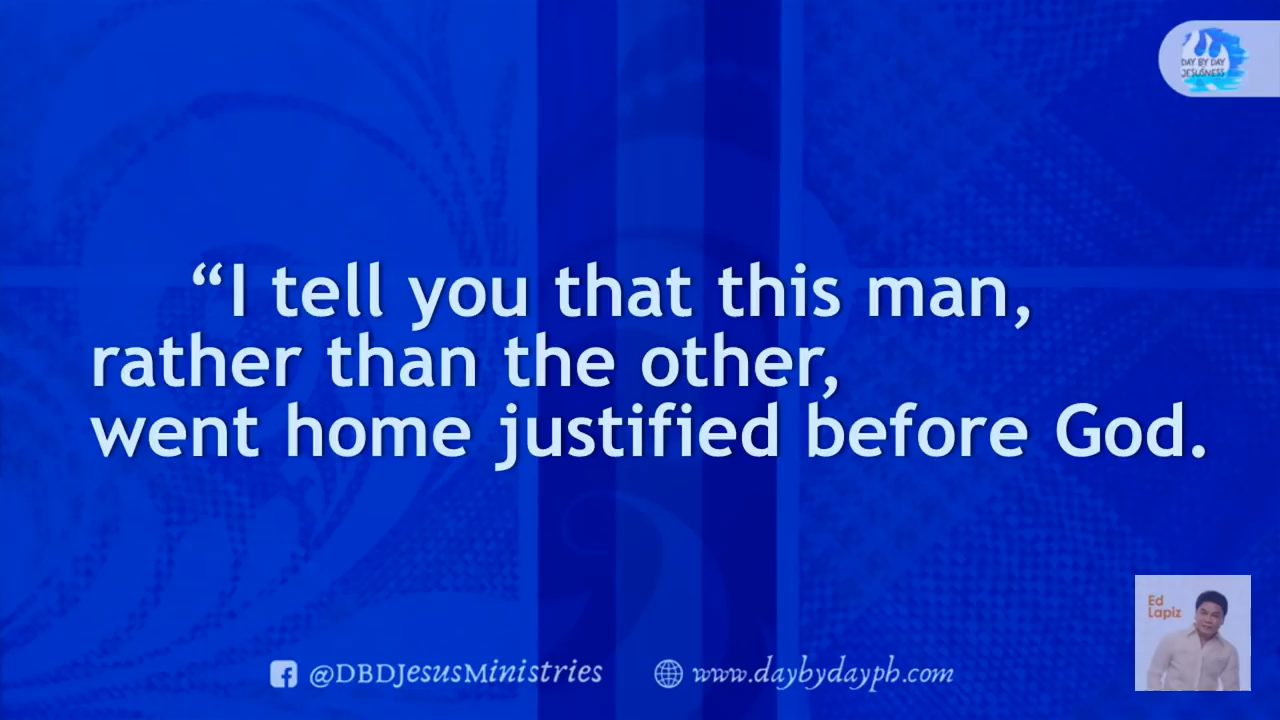 DAY BY DAY
JESUSNESS
“I tell you that this man,
rather than the other,
went home justified before God.
Ed
Lapiz
@DBDJesusMinistries
www.daybydayph.com